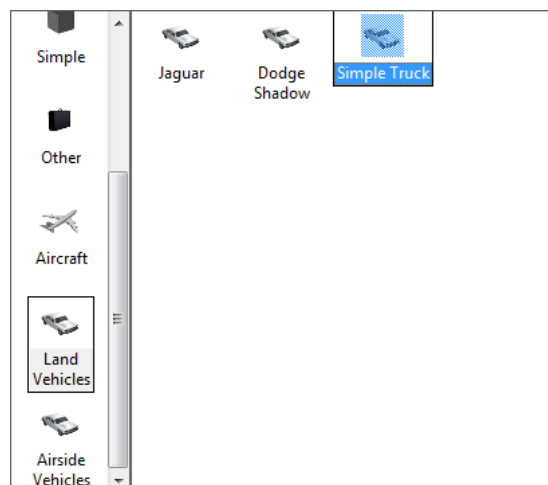 Simple
Other
Aircraft
Land
Vehicles
Airside
Vehicles
Jaguar
Dodge
Shadow
Simple Truck